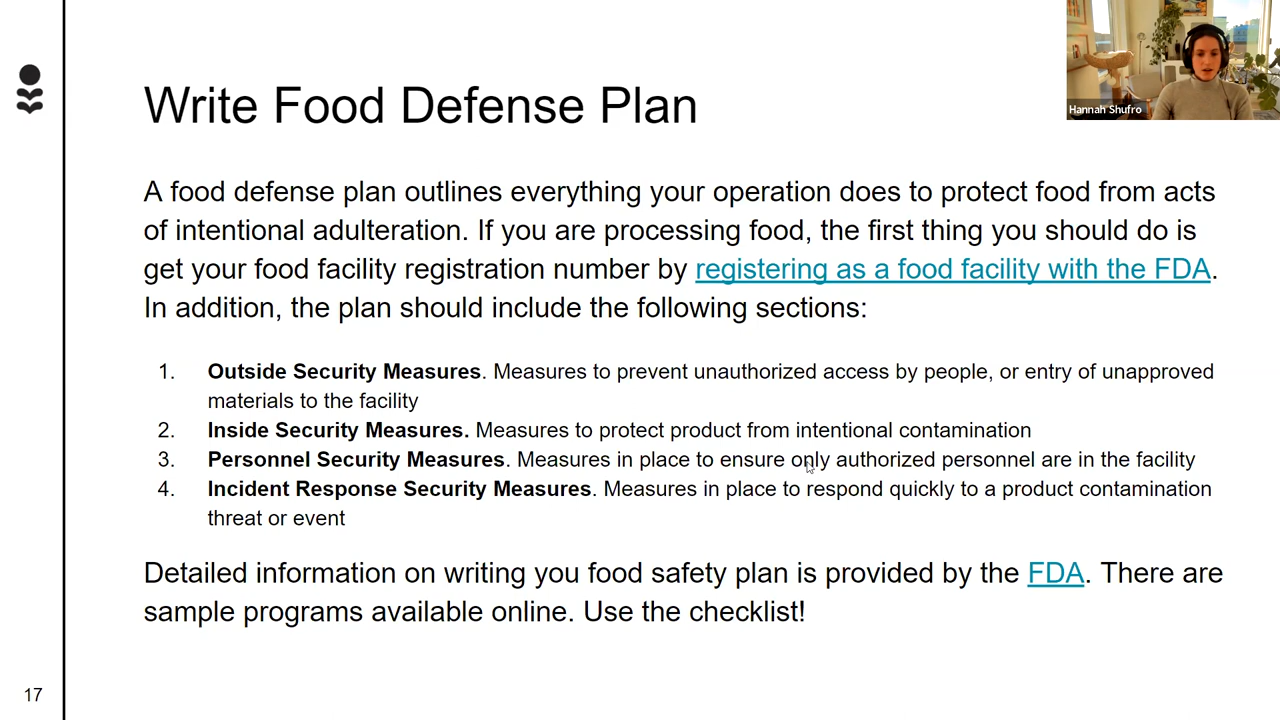 Hannah Shufro
Write Food Defense Plan
A food defense plan outlines everything your operation does to protect food from acts
of intentional adulteration. If you are processing food, the first thing you should do is
get your food facility registration number by registering as a food facility with the FDA.
In addition, the plan should include the following sections:
1. Outside Security Measures. Measures to prevent unauthorized access by people, or entry of unapproved
materials to the facility
2. Inside Security Measures. Measures to protect product from intentional contamination
3. Personnel Security Measures. Measures in place to ensure only authorized personnel are in the facility
4. Incident Response Security Measures. Measures in place to respond quickly to a product contamination
threat or event
Detailed information on writing you food safety plan is provided by the FDA. There are
sample programs available online. Use the checklist!
17